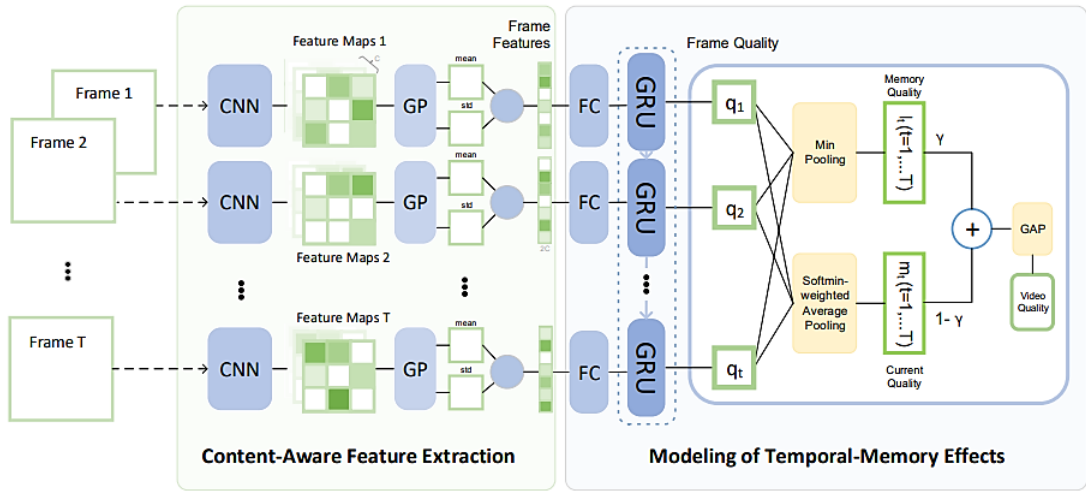 Frame 1
Frame 2
Frame T
CNN
CNN
CNN
Feature Maps 1
C
Feature Maps 2
Feature Maps T
GP
GP
GP
mean
std
mean
std
mean
std
Frame
Features
2C
Content-Aware Feature Extraction
FC
FC
FC
GRU
GRU
GRU
Frame Quality
q1
q2
qt
Min
Pooling
Softmin-
weighted
Average
Pooling
Memory
Quality
lt(t=1,...T)
mt(t=1,...T)
Current
Quality
γ
1- γ
+
GAP
Video
Quality
Modeling of Temporal-Memory Effects